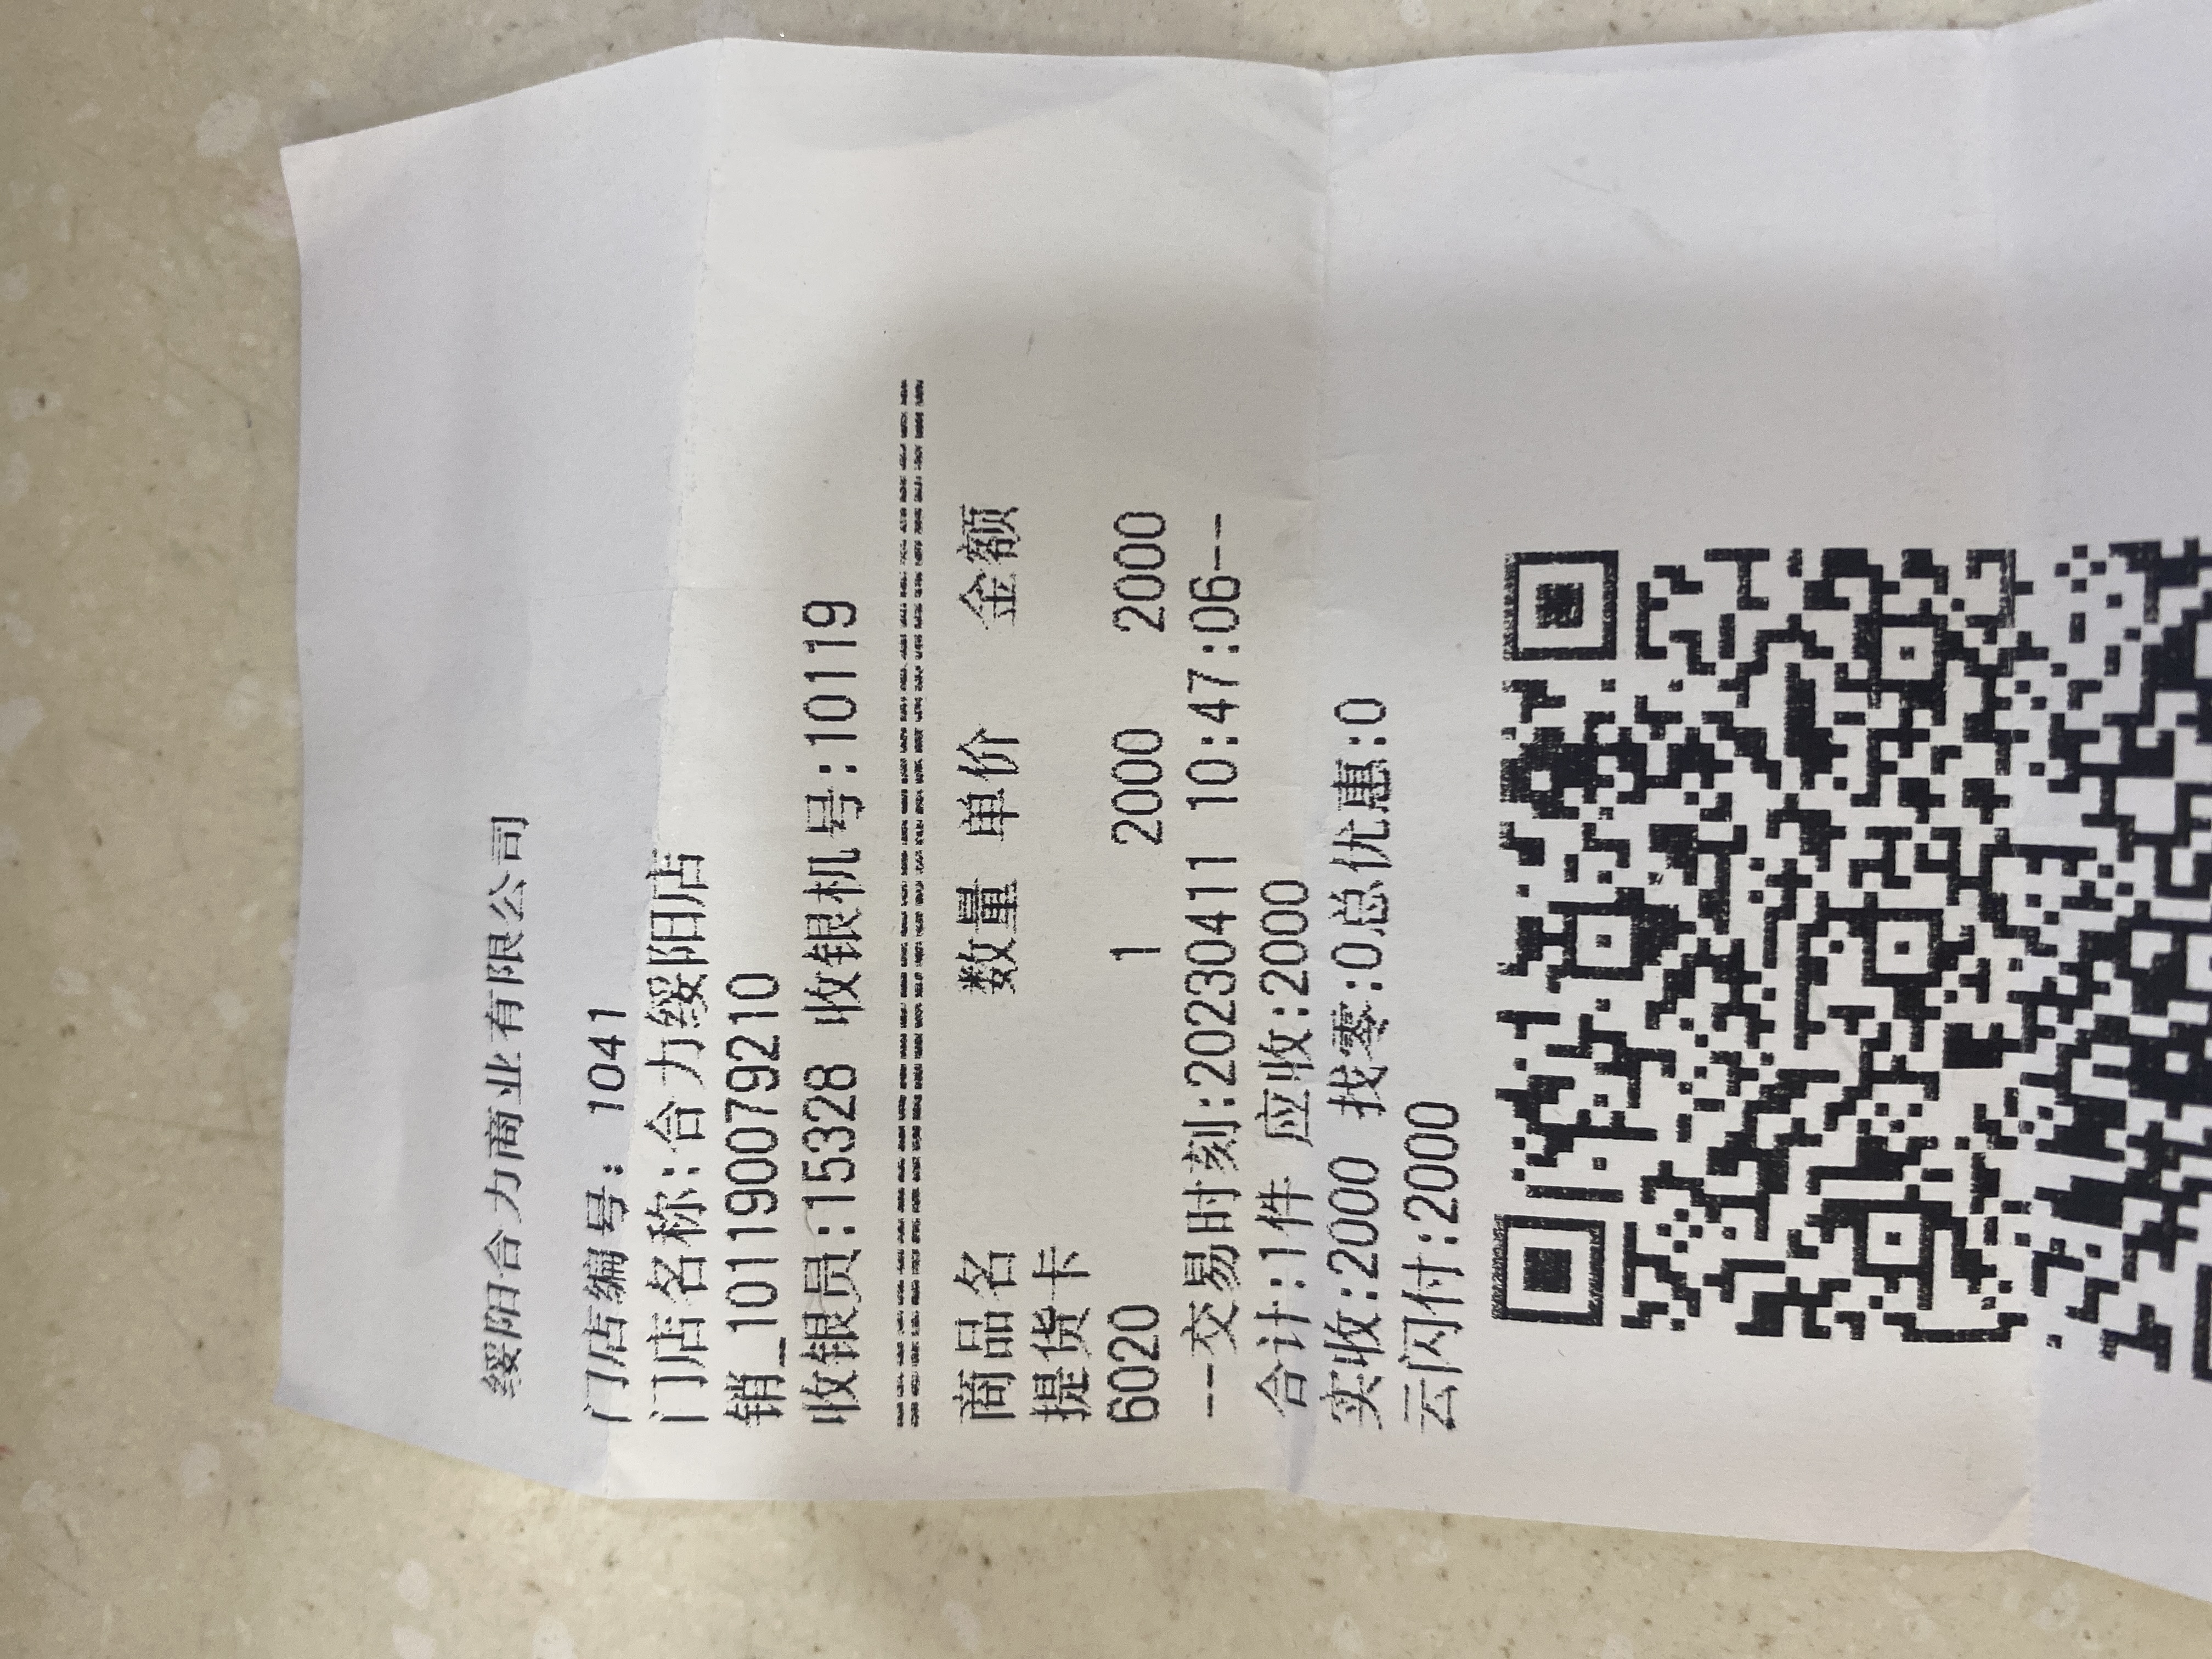 绥阳合力商业有限公司
门店编号: 1041
门店名称:合力绥阳店
销_101190079210
收银员:15328 收银机号:10119
==========================================
商品名 数量 单价 金额
提货卡
6020 1 2000 2000
--交易时刻:20230411 10:47:06--
合计:1件 应收:2000
实收:2000 找零:0总优惠:0
云闪付:2000